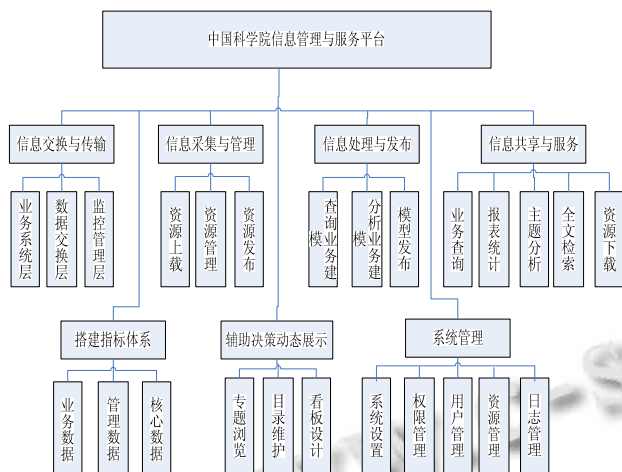 中国科学院信息管理与服务平台
信息交换与传输
信息采集与管理
信息处理与发布
信息共享与服务
业务系统层
数据交换层
监控管理层
资源上载
资源管理
资源发布
查询业务建模
分析业务建模
模型发布
业务查询
报表统计
主题分析
全文检索
资源下载
搭建指标体系
辅助决策动态展示
系统管理
业务数据
管理数据
核心数据
专题浏览
目录维护
看板设计
系统设置
权限管理
用户管理
资源管理
日志管理